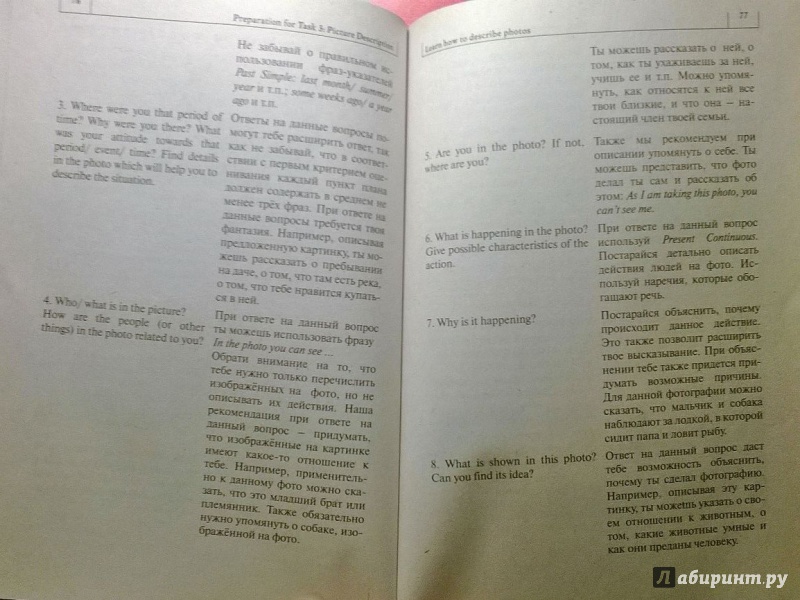 Preparation for Task 3: Picture Description
Не забывай о правильном ис-
пользовании фраз-указателей
Past Simple: last month/ summer/
year и т.п.; some weeks ago/ a year
ago и т.п.
3. Where were you that period of
time? Why were you there? What
was your attitude towards that
period/ event/ time? Find details
in the photo which will help you to
describe the situation.
Ответы на данные вопросы по-
могут тебе расширить ответ, так
как не забывай, что в соответ-
ствии с первым критерием оце-
нивания каждый пункт плана
должен содержать в среднем не
менее трёх фраз. При ответе на
данные вопросы требуется твоя
фантазия. Например, описывая
предложенную картинку, ты мо-
жешь рассказать о пребывании
на даче, о том, что там есть река,
о том, что тебе нравится купать-
ся в ней.
4. Who/ what is in the picture?
How are the people (or other
things) in the photo related to you?
При ответе на данный вопрос
ты можешь использовать фразу
In the photo you can see ...
Обрати внимание на то, что
тебе нужно только перечислить
изображённых на фото, но не
описывать их действия. Наша
рекомендация при ответе на
данный вопрос – придумать,
что изображённые на картинке
имеют какое-то отношение к
тебе. Например, применитель-
но к данному фото можно ска-
зать, что это младший брат или
племянник. Также обязательно
нужно упомянуть о собаке, изо-
бражённой на фото.
Learn how to describe photos
77
Ты можешь рассказать о ней, о
том, как ты ухаживаешь за ней,
учишь ее и т.п. Можно упомя-
нуть, как относятся к ней все
твои близкие, и что она – на-
стоящий член твоей семьи.
5. Are you in the photo? If not,
where are you?
Также мы рекомендуем при
описании упомянуть о себе. Ты
можешь представить, что фото
делал ты сам и рассказать об
этом: As I am taking this photo, you
can't see me.
6. What is happening in the photo?
Give possible characteristics of the
action.
При ответе на данный вопрос
используй Present Continuous.
Постарайся детально описать
действия людей на фото. Ис-
пользуй наречия, которые обо-
гащают речь.
7. Why is it happening?
Постарайся объяснить, почему
происходит данное действие.
Это также позволит расширить
твое высказывание. При объяс-
нении тебе также придется при-
думать возможные причины.
Для данной фотографии можно
сказать, что мальчик и собака
наблюдают за лодкой, в которой
сидит папа и ловит рыбу.
8. What is shown in this photo?
Can you find its idea?
Ответ на данный вопрос даст
тебе возможность объяснить,
почему ты сделал фотографию.
Например, описывая эту кар-
тинку, ты можешь указать о сво-
ем отношении к животным, о
том, какие животные умные и
как они преданы человеку.
Лабиринт.ру